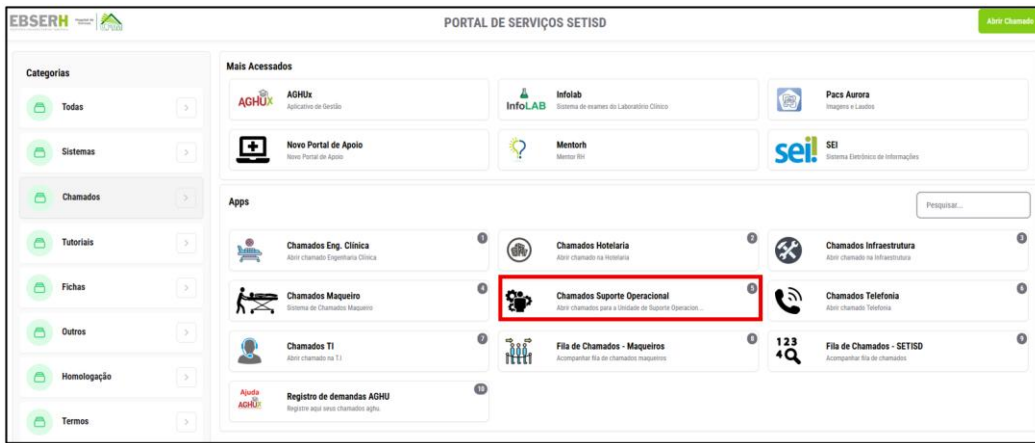 EBSERH
PORTAL DE SERVIÇOS SETISD
Abrir Chamado
Categorias
Todas
Sistemas
Chamados
Tutoriais
Fichas
Outros
Homologação
Termos
Mais Acessados
AGHUX
AGHUx
Aplicativo de Gestão
InfoLAB
Infolab
Sistema de exames do Laboratório Clínico
Pacs Aurora
Imagens e Laudos
Novo Portal de Apoio
Novo Portal de Apoio
Mentorh
Mentor RH
sei!
SEI
Sistema Eletrônico de Informações
Apps
Pesquisar...
Chamados Eng. Clínica
1
Abrir chamado Engenharia Clínica
Chamados Hotelaria
2
Abrir chamado na Hotelaria
Chamados Infraestrutura
3
Abrir chamado na Infraestrutura
Chamados Maqueiro
4
Sistema de Chamados Maqueiro
Chamados Suporte Operacional
5
Abrir chamados para a Unidade de Suporte Operacion...
Chamados Telefonia
6
Abrir chamado Telefonia
Chamados TI
7
Abrir chamado na T.I
Fila de Chamados - Maqueiros
8
Acompanhar fila de chamados maqueiros
123
4
Fila de Chamados - SETISD
9
Acompanhar fila de chamados
Ajuda
AGHUX
Registro de demandas AGHU
10
Registre aqui seus chamados aghu.